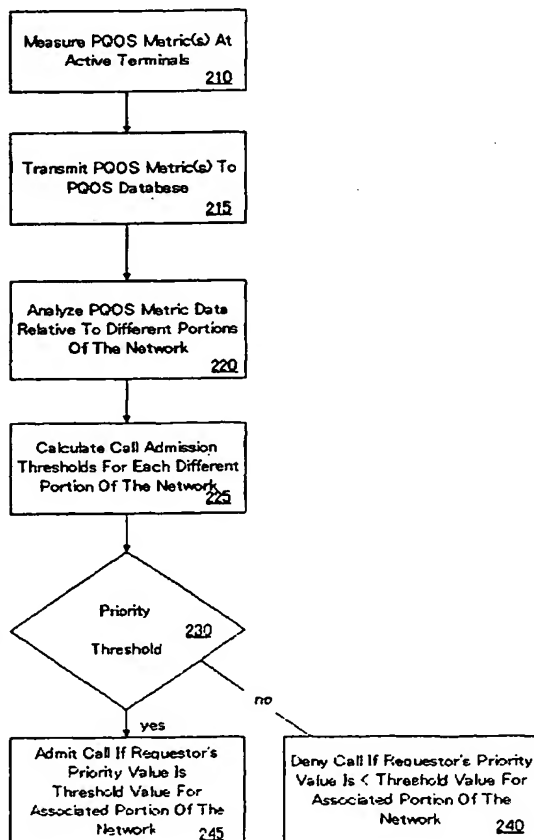 Measure PQOS Metric(s) At
Active Terminals
210
Transmit PQOS Metric(s) To
PQOS Database
215
Analyze PQOS Metric Data
Relative To Different Portions
Of The Network
220
Calculate Call Admission
Thresholds For Each Different
Portion Of The Network
225
Priority
230
Threshold
no
yes
Admit Call If Requestor's
Priority Value Is
Threshold Value For
Associated Portion Of The
Network
245
Deny Call If Requestor's Priority
Value Is < Threshold Value For
Associated Portion Of The
Network
240